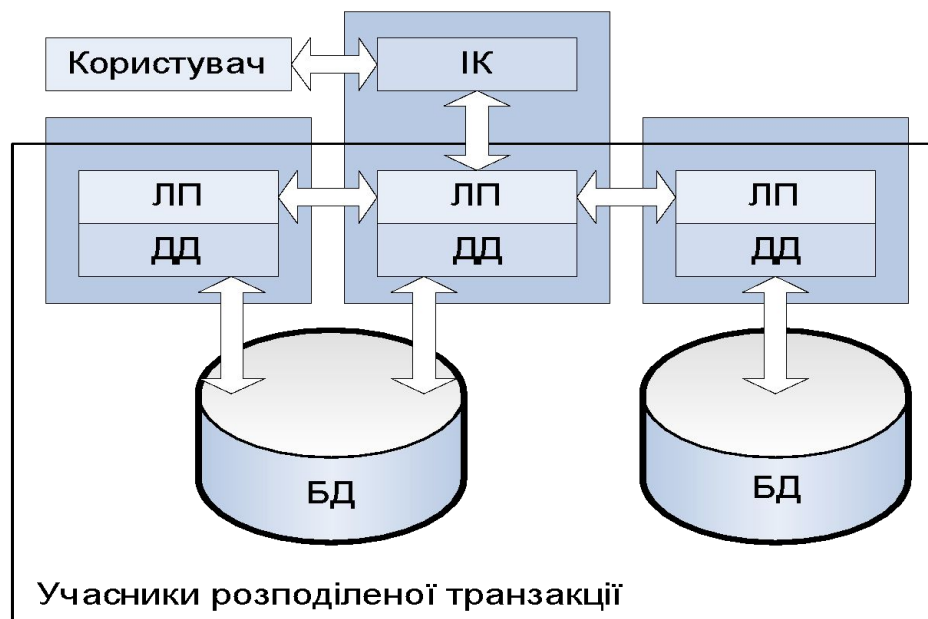 Користувач
ІК
ЛП
ЛП
ЛП
ДД
ДД
ДД
БД
БД
Учасники розподіленої транзакції